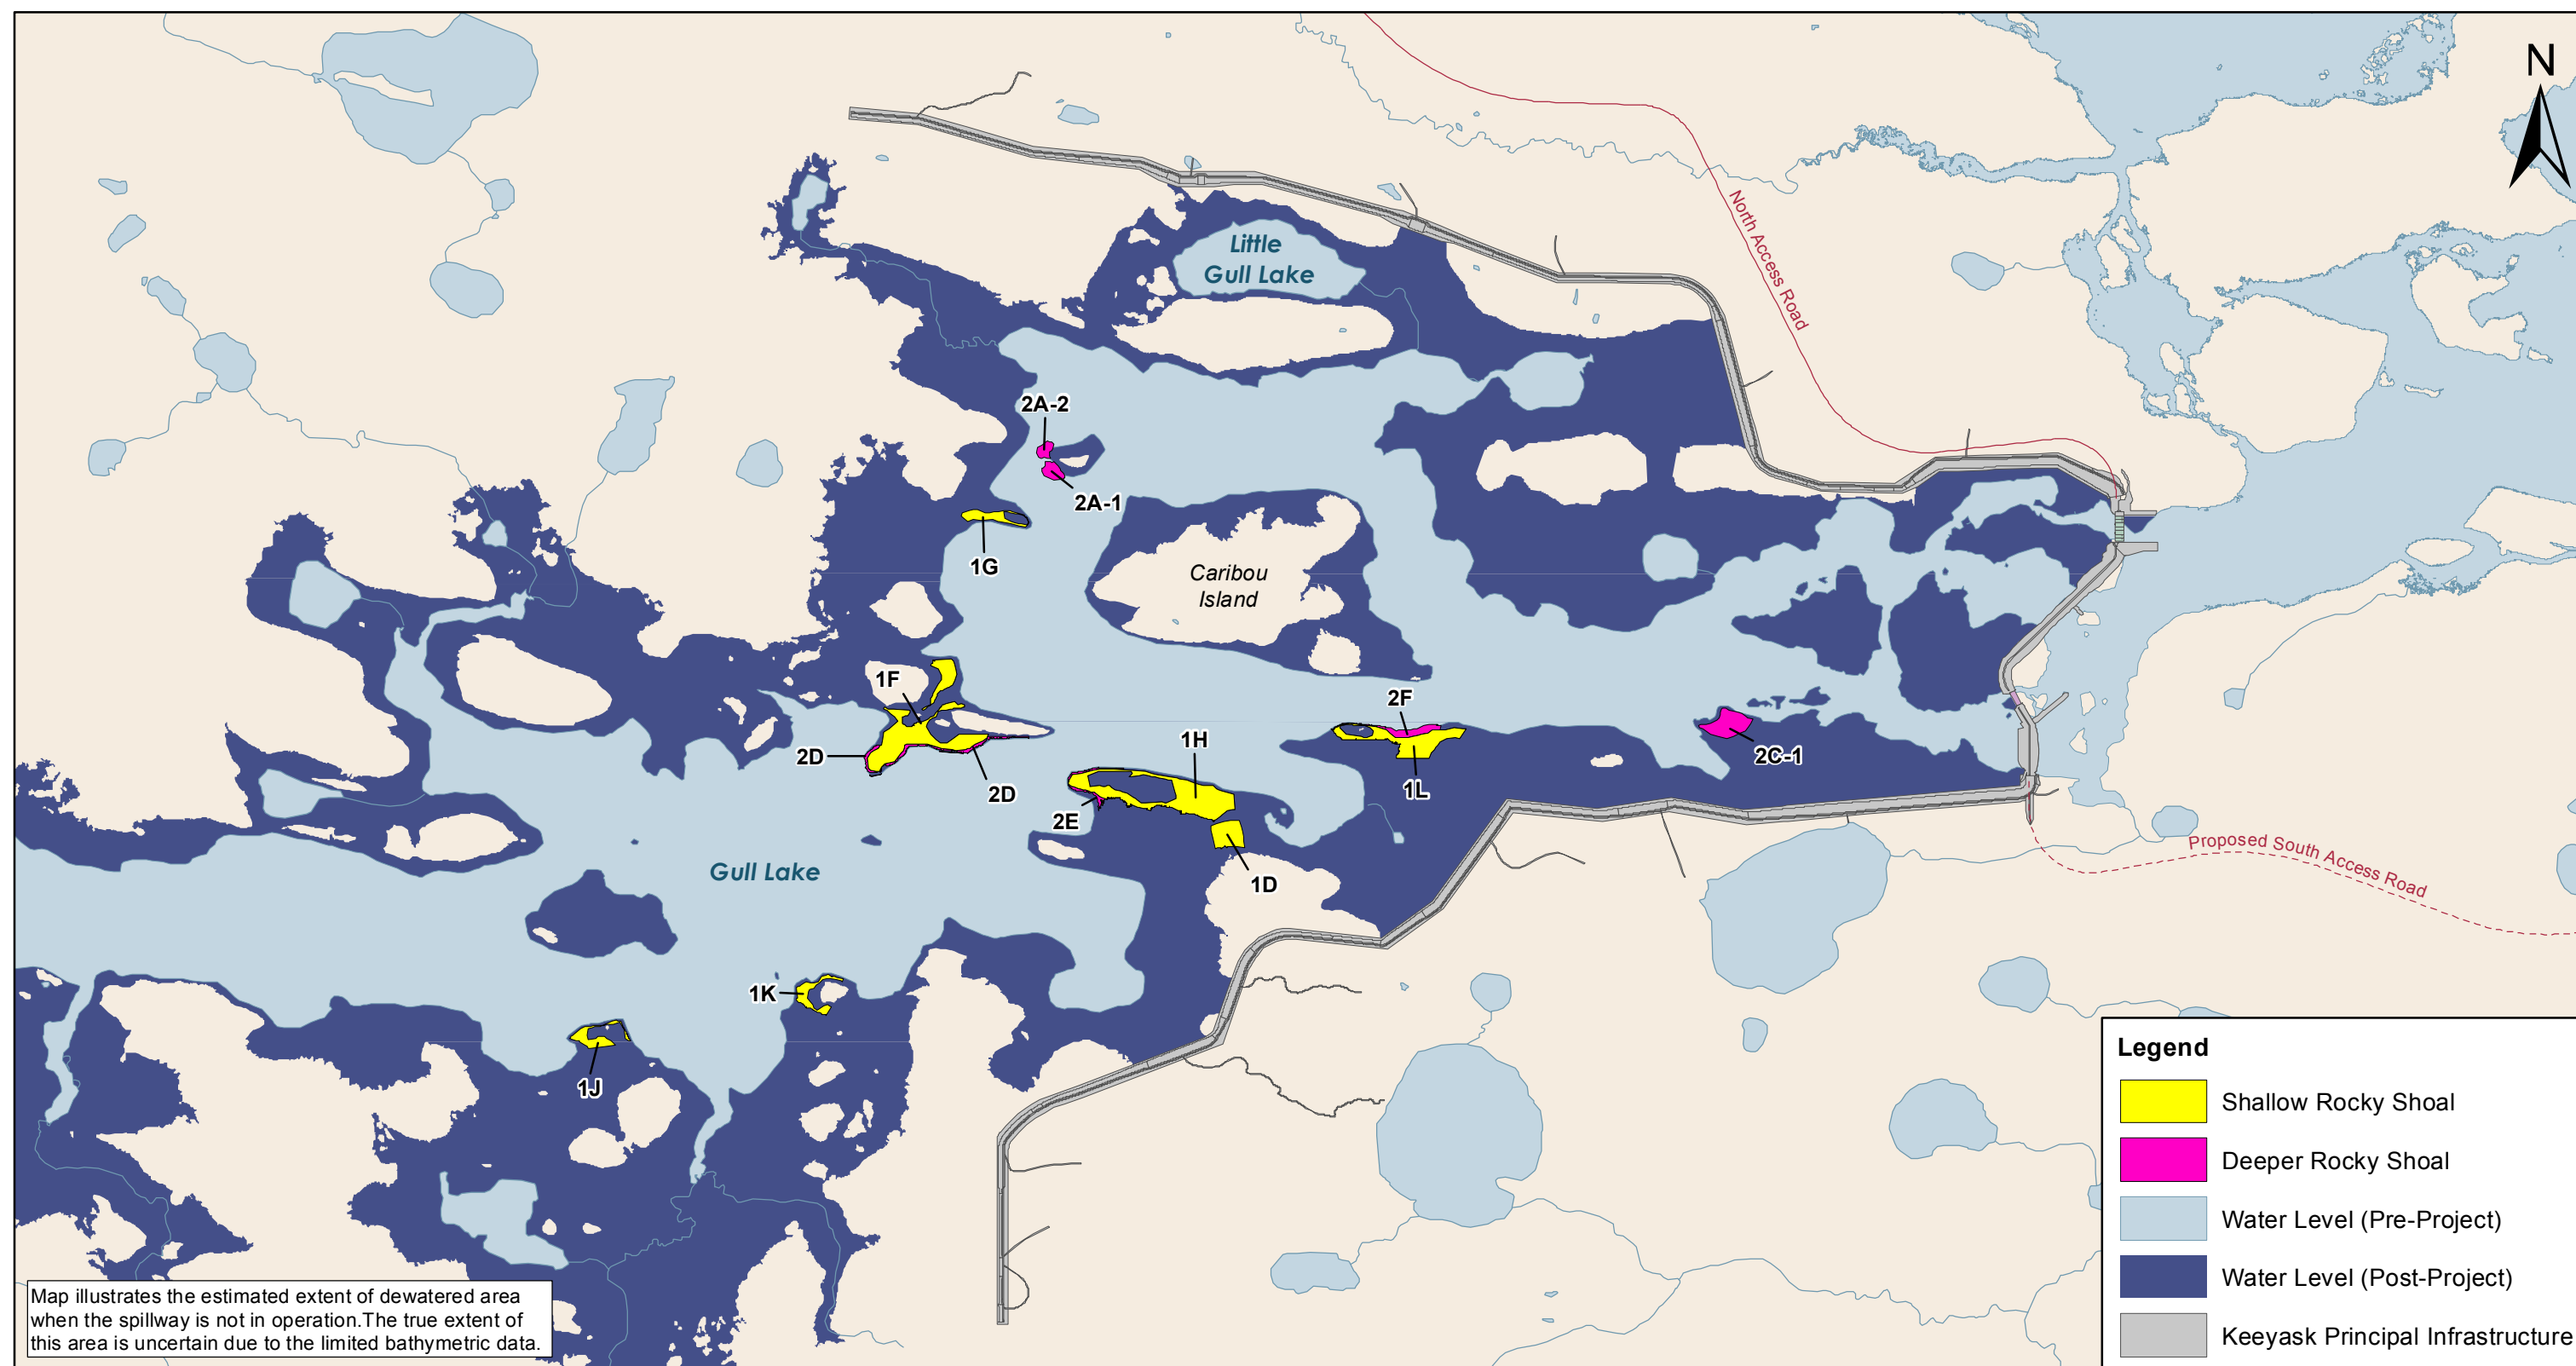 N
North Access Road
Little
Gull Lake
2A-2
2A-1
1G
Caribou
Island
1F
2F
2D
1H
2C-1
2D
1L
2E
Proposed South Access Road
Gull Lake
1D
1K
1J
Legend
Shallow Rocky Shoal
Deeper Rocky Shoal
Water Level (Pre-Project)
Water Level (Post-Project)
Keeyask Principal Infrastructure
Map illustrates the estimated extent of dewatered area
when the spillway is not in operation.The true extent of
this area is uncertain due to the limited bathymetric data.